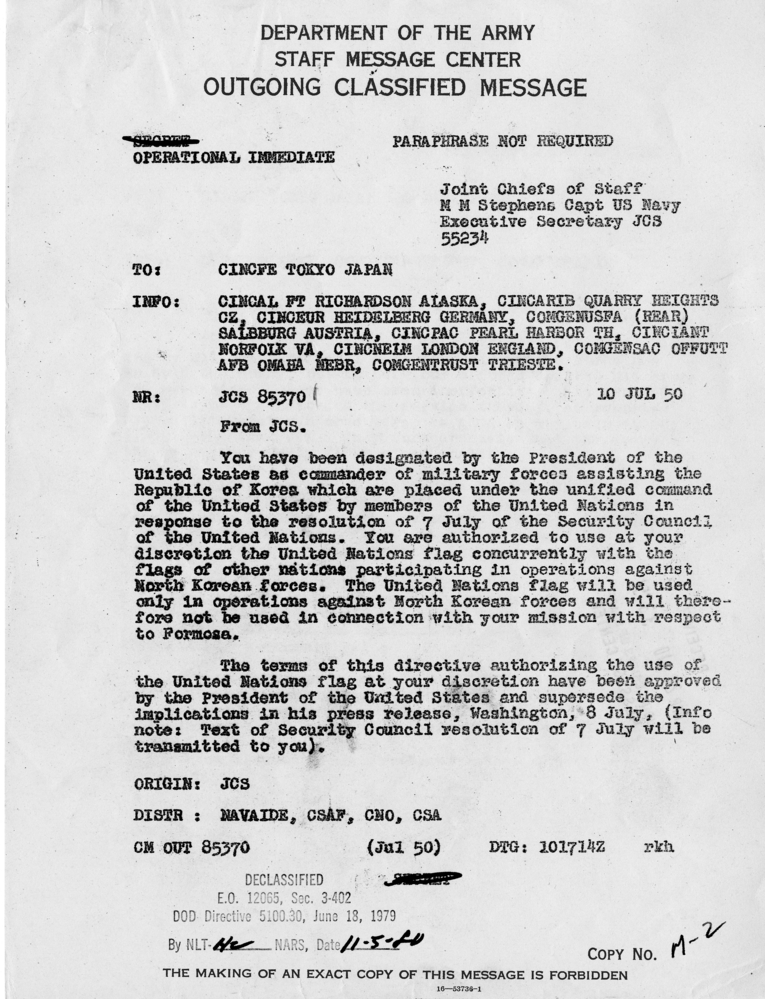 DEPARTMENT OF THE ARMY
STAFF MESSAGE CENTER
OUTGOING CLASSIFIED MESSAGE
SECRET
PARAPHRASE NOT REQUIRED
OPERATIONAL IMMEDIATE
Joint Chiefs of Staff
M M Stephens Capt US Navy
Executive Secretary JCS
55234
TO: CINCFE TOKYO JAPAN
INFO: CINCAL FT RICHARDSON ALASKA, CINCARIB QUARRY HEIGHTS
CZ, CINCEUR HEIDELBERG GERMANY, COMGENUSFA (REAR)
SALBBURG AUSTRIA, CINCPAC PEARL HARBOR TH, CINCLANT
NORFOLK VA, CINCNELM LONDON ENGLAND, COMGENSAC OFFUTT
AFB OMAHA NEBR, COMGENTRUST TRIESTE.
NR: JCS 85370 10 JUL 50
From JCS.
You have been designated by the President of the
United States as commander of military forces assisting the
Republic of Korea which are placed under the unified command
of the United States by members of the United Nations in
response to the resolution of 7 July of the Security Council
of the United Nations. You are authorized to use at your
discretion the United Nations flag concurrently with the
flags of other nations participating in operations against
North Korean forces. The United Nations flag will be used
only in operations against North Korean forces and will there-
fore not be used in connection with your mission with respect
to Formosa.
The terms of this directive authorizing the use of
the United Nations flag at your discretion have been approved
by the President of the United States and supersede the
implications in his press release, Washington, 8 July, (Info
note: Text of Security Council resolution of 7 July will be
transmitted to you).
ORIGIN: JCS
DISTR : NAVAIDE, CSAF, CNO, CSA
CM OUT 85370 (Jul 50) DTG: 101714Z rkh
DECLASSIFIED
E.O. 12065, Sec. 3-402
DOD Directive 5100.30, June 18, 1979
By NLT- NARS, Date 11-5-80
COPY NO. M-2
THE MAKING OF AN EXACT COPY OF THIS MESSAGE IS FORBIDDEN
16—53736-1